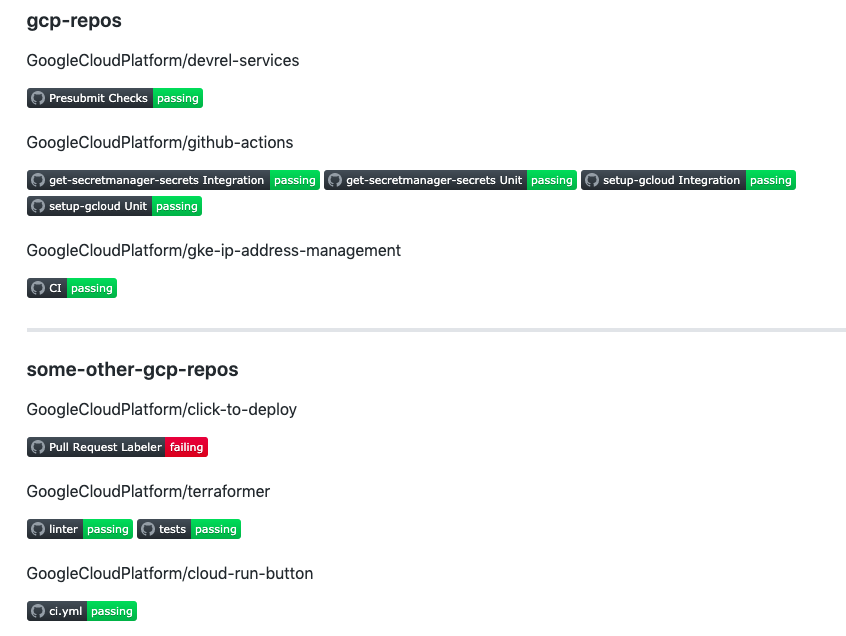 gcp-repos
GoogleCloudPlatform/devrel-services
Presubmit Checks passing
GoogleCloudPlatform/github-actions
get-secretmanager-secrets Integration passing get-secretmanager-secrets Unit passing setup-gcloud Integration passing
setup-gcloud Unit passing
GoogleCloudPlatform/gke-ip-address-management
CI passing
some-other-gcp-repos
GoogleCloudPlatform/click-to-deploy
Pull Request Labeler failing
GoogleCloudPlatform/terraformer
linter passing tests passing
GoogleCloudPlatform/cloud-run-button
ci.yml passing